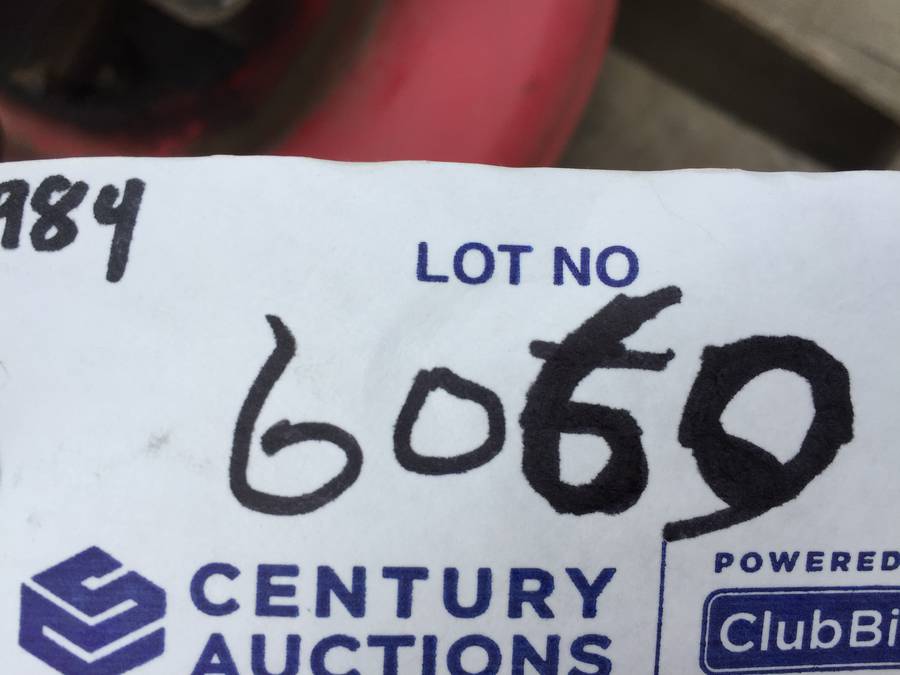 984
LOT NO
6060
CENTURY
AUCTIONS
POWERED
ClubBi